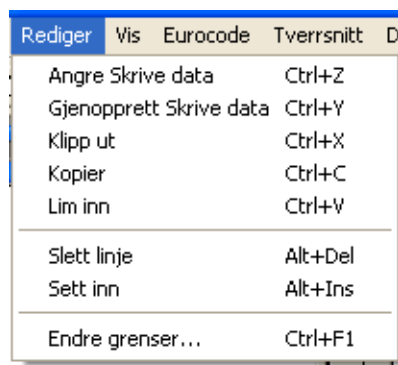 Rediger Vis Eurocode Tverrsnitt D
Angre Skrive data Ctrl+Z
Gjenopprett Skrive data Ctrl+Y
Klipp ut Ctrl+X
Kopier Ctrl+C
Lim inn Ctrl+V
Slett linje Alt+Del
Sett inn Alt+Ins
Endre grenser... Ctrl+F1